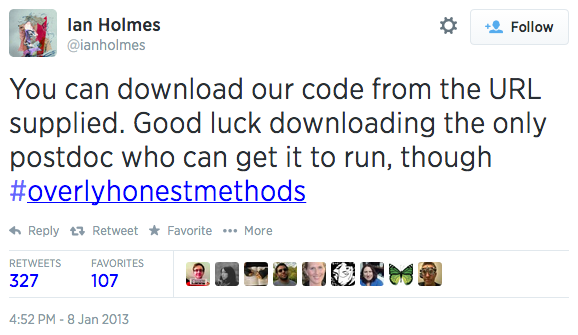 Ian Holmes
@ianholmes
Follow
You can download our code from the URL
supplied. Good luck downloading the only
postdoc who can get it to run, though
#overlyhonestmethods
Reply Retweet Favorite More
RETWEETS FAVORITES
327 107
4:52 PM - 8 Jan 2013